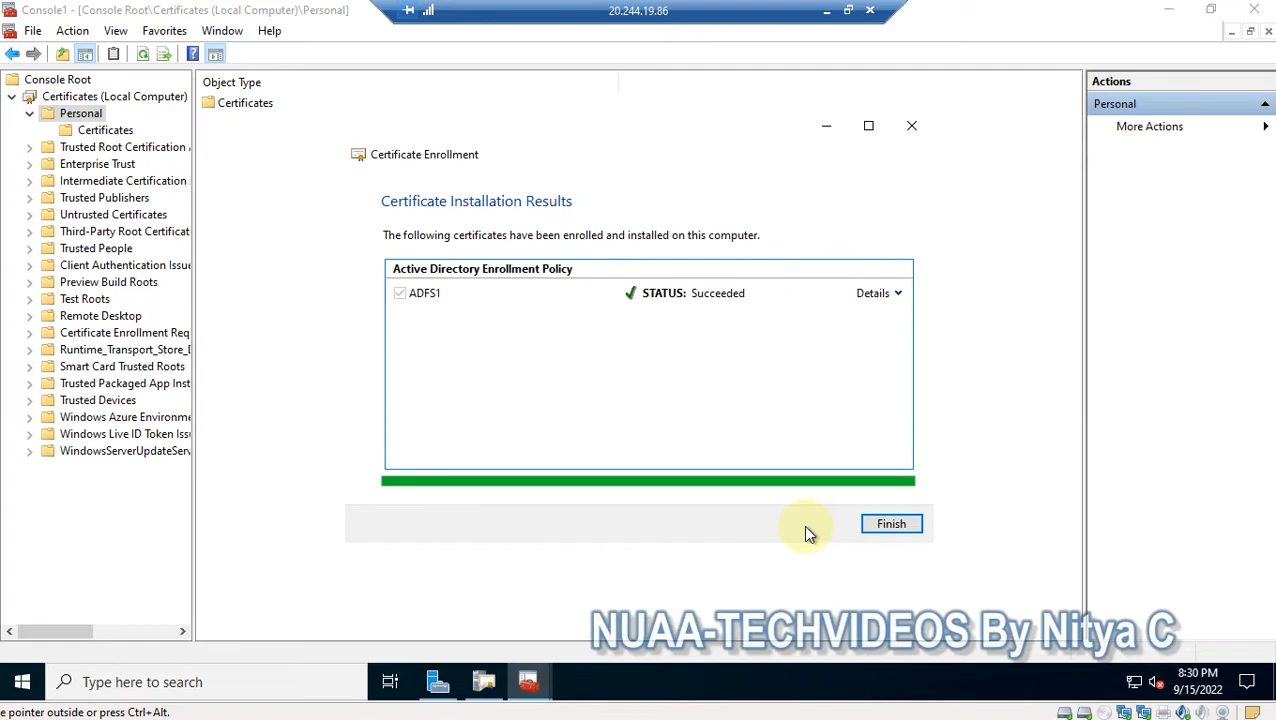 Console1 - [Console Root\Certificates (Local Computer)\Personal]
20.244.19.86
File Action View Favorites Window Help
Console Root
Certificates (Local Computer)
Personal
Certificates
Trusted Root Certification
Enterprise Trust
Intermediate Certification
Trusted Publishers
Untrusted Certificates
Third-Party Root Certificat
Trusted People
Client Authentication Issue
Preview Build Roots
Test Roots
Remote Desktop
Certificate Enrollment Req
Runtime_Transport_Store_D
Smart Card Trusted Roots
Trusted Packaged App Inst
Trusted Devices
Windows Azure Environme
Windows Live ID Token Issu
WindowsServerUpdateServ
Object Type
Certificates
Certificate Enrollment
Certificate Installation Results
The following certificates have been enrolled and installed on this computer.
Active Directory Enrollment Policy
ADFS1 STATUS: Succeeded Details
Finish
Actions
Personal
More Actions
NUAA-TECHVIDEOS By Nitya C
Type here to search
8:30 PM
9/15/2022
e pointer outside or press Ctrl+Alt.